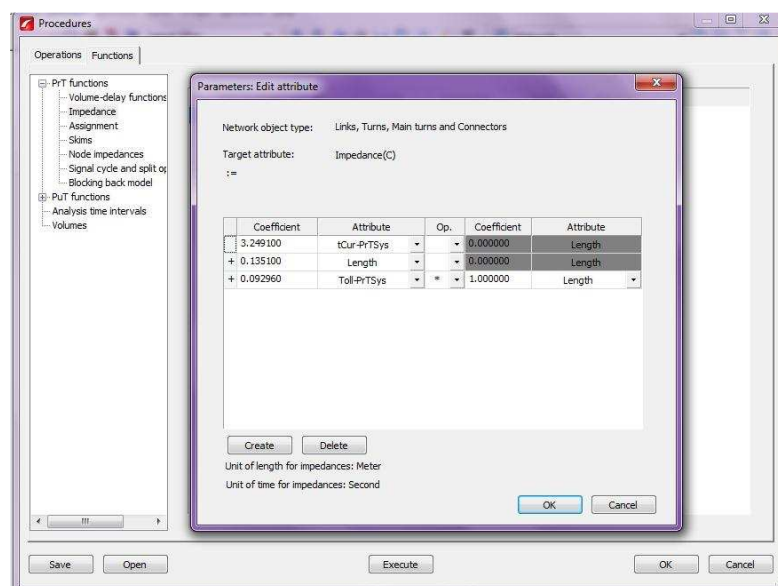 Procedures
Operations Functions
PrT functions
Volume-delay functions
Impedance
Assignment
Skims
Node impedances
Signal cycle and split op
Blocking back model
PuT functions
Analysis time intervals
Volumes
Parameters: Edit attribute
Network object type: Links, Turns, Main turns and Connectors
Target attribute: Impedance(C)
:=
Coefficient Attribute Op. Coefficient Attribute
3.249100 tCur-PrTSys 0.000000 Length
+ 0.135100 Length 0.000000 Length
+ 0.092960 Toll-PrTSys * 1.000000 Length
Create Delete
Unit of length for impedances: Meter
Unit of time for impedances: Second
OK Cancel
Save Open Execute OK Cancel